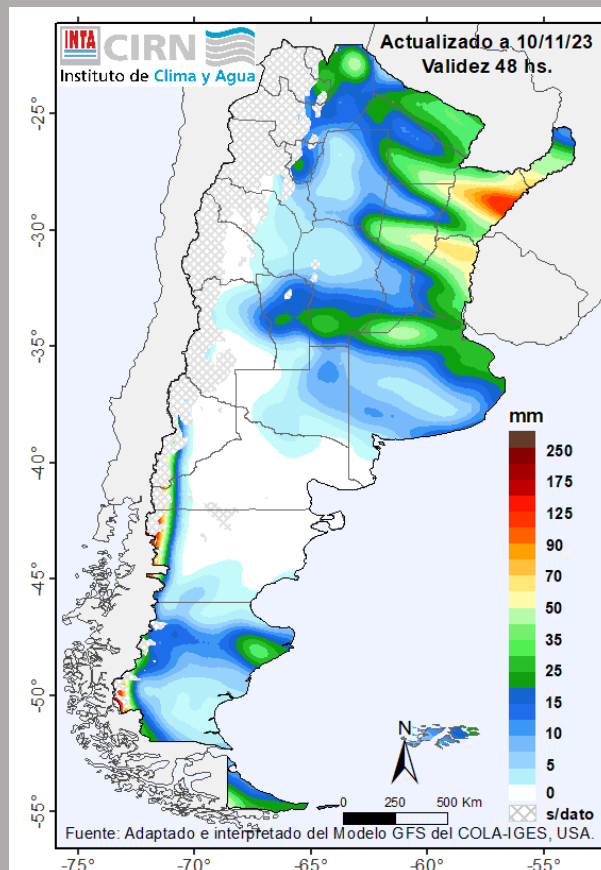 INTA CIRN
Instituto de Clima y Agua
Actualizado a 10/11/23
Validez 48 hs.
-25°
-30°
-35°
-40°
-45°
-50°
-55°
mm
250
175
125
90
70
50
35
25
15
10
5
0
s/dato
N
0 250 500 Km
Fuente: Adaptado e interpretado del Modelo GFS del COLA-IGES, USA.
-75° -70° -65° -60° -55°